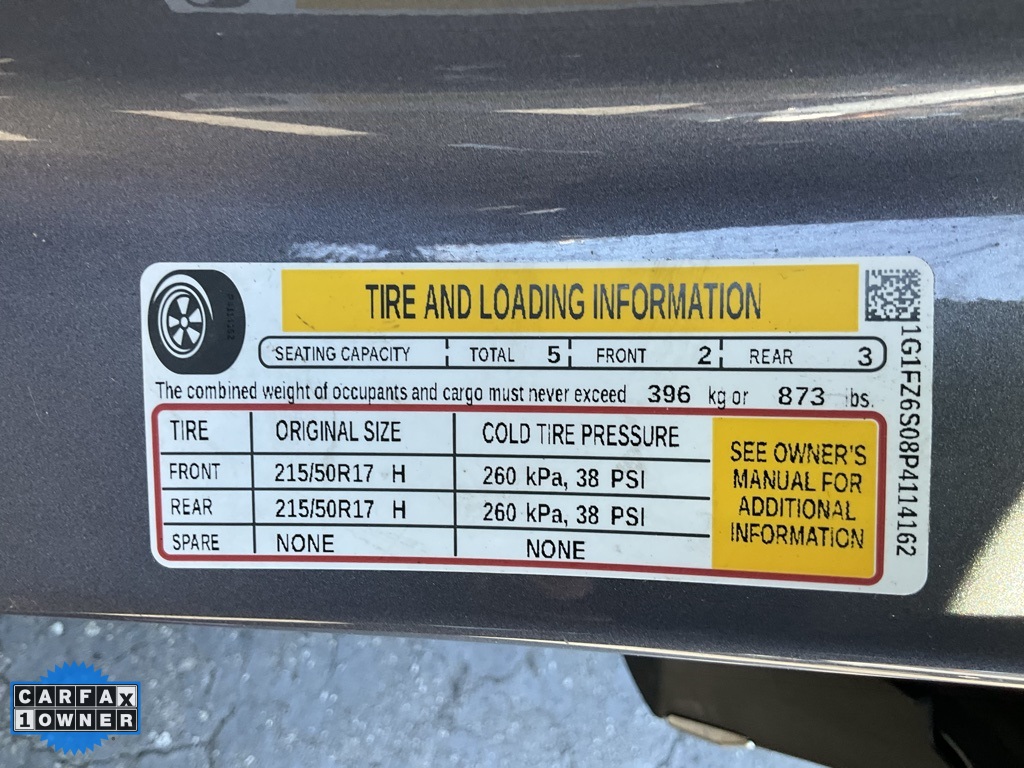 TIRE AND LOADING INFORMATION
SEATING CAPACITY TOTAL 5 FRONT 2 REAR 3
The combined weight of occupants and cargo must never exceed 396 kg or 873 lbs.
TIRE ORIGINAL SIZE COLD TIRE PRESSURE
FRONT 215/50R17 H 260 kPa, 38 PSI
REAR 215/50R17 H 260 kPa, 38 PSI
SPARE NONE NONE
SEE OWNER'S
MANUAL FOR
ADDITIONAL
INFORMATION
1G1FZ6S08P4114162
CARFAX
1 OWNER